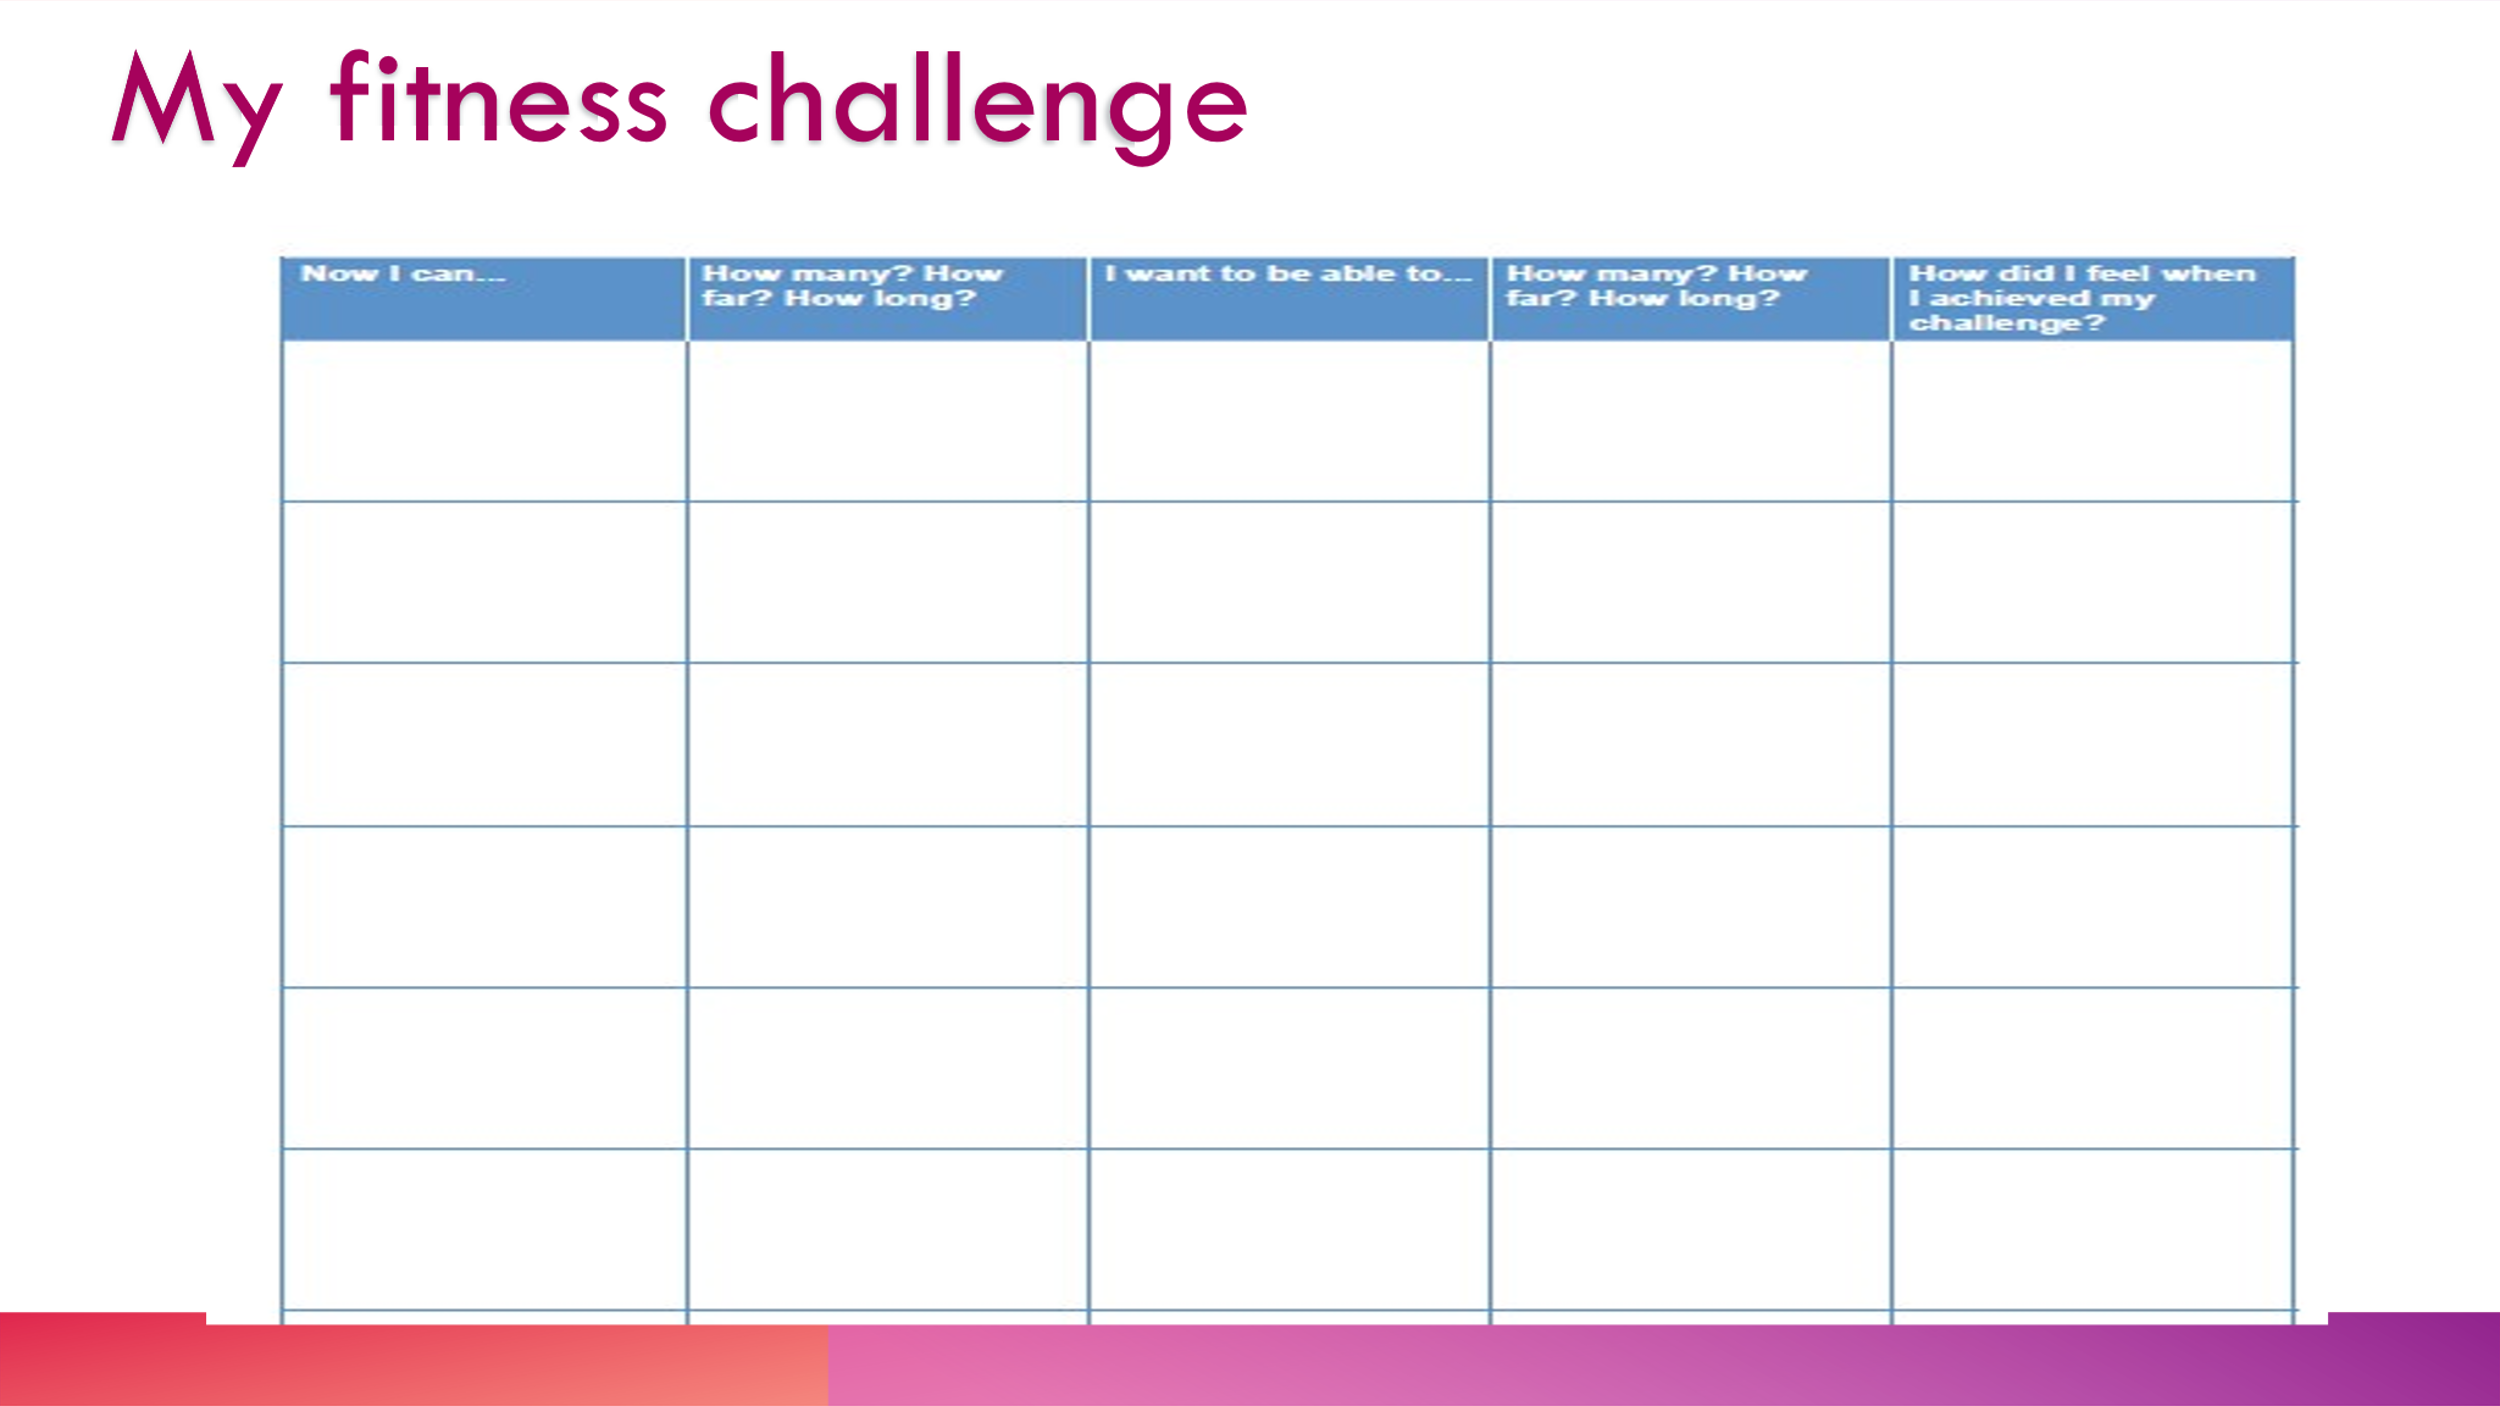 My fitness challenge
Now I can...
How many? How
far? How long?
I want to be able to...
How many? How
far? How long?
How did I feel when
I achieved my
challenge?